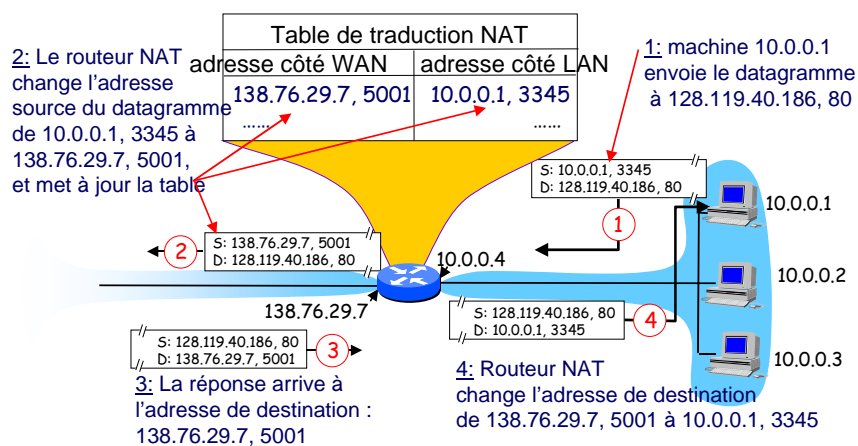 Table de traduction NAT
adresse côté WAN adresse côté LAN
138.76.29.7, 5001 10.0.0.1, 3345
…… ……
2: Le routeur NAT
change l'adresse
source du datagramme
de 10.0.0.1, 3345 à
138.76.29.7, 5001,
et met à jour la table
1: machine 10.0.0.1
envoie le datagramme
à 128.119.40.186, 80
S: 10.0.0.1, 3345
D: 128.119.40.186, 80
1
10.0.0.1
2
S: 138.76.29.7, 5001
D: 128.119.40.186, 80
10.0.0.4
10.0.0.2
138.76.29.7
S: 128.119.40.186, 80
D: 10.0.0.1, 3345
4
S: 128.119.40.186, 80
D: 138.76.29.7, 5001
3
10.0.0.3
3: La réponse arrive à
l'adresse de destination :
138.76.29.7, 5001
4: Routeur NAT
change l'adresse de destination
de 138.76.29.7, 5001 à 10.0.0.1, 3345